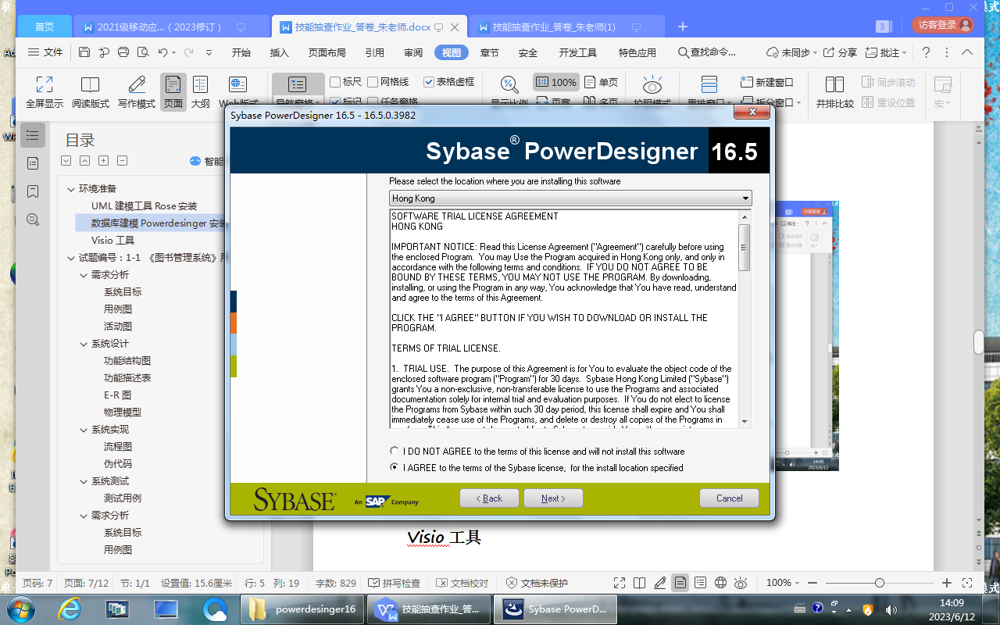 首页
2021级移动应...（2023修订）
技能抽查作业_答卷_朱老师.docx
技能抽查作业_答卷_朱老师(1)
3
访客登录
文件
开始
插入
页面布局
引用
审阅
视图
章节
安全
开发工具
特色应用
查找命令...
未同步
分享
批注
全屏显示
阅读版式
写作模式
页面
大纲
Web版式
导航窗格
标尺
网格线
表格虚框
标记
任务窗格
显示比例
1:1
100%
单页
页宽
多页
护眼模式
重排窗口
新建窗口
拆分窗口
并排比较
同步滚动
重设位置
宏
目录
智能
环境准备
UML 建模工具 Rose 安装
数据库建模 Powerdesinger 安装
Visio 工具
试题编号：1-1 《图书管理系统》
需求分析
系统目标
用例图
活动图
系统设计
功能结构图
功能描述表
E-R 图
物理模型
系统实现
流程图
伪代码
系统测试
测试用例
需求分析
系统目标
用例图
Sybase PowerDesigner 16.5 - 16.5.0.3982
Sybase® PowerDesigner 16.5
Please select the location where you are installing this software
Hong Kong
SOFTWARE TRIAL LICENSE AGREEMENT
HONG KONG
IMPORTANT NOTICE: Read this License Agreement ("Agreement") carefully before using
the enclosed Program.  You may Use the Program acquired in Hong Kong only, and only in
accordance with the following terms and conditions.  IF YOU DO NOT AGREE TO BE
BOUND BY THESE TERMS, YOU MAY NOT USE THE PROGRAM. By downloading,
installing, or using the Program in any way, You acknowledge that You have read, understand
and agree to the terms of this Agreement.
CLICK THE "I AGREE" BUTTON IF YOU WISH TO DOWNLOAD OR INSTALL THE
PROGRAM.
TERMS OF TRIAL LICENSE.
1.  TRIAL USE.  The purpose of this Agreement is for You to evaluate the object code of the
enclosed software program ("Program") for 30 days.  Sybase Hong Kong Limited ("Sybase")
grants You a non-exclusive, non-transferable license to use the Programs and associated
documentation solely for internal trial and evaluation purposes.  If You do not elect to license
the Programs from Sybase within such 30 day period, this license shall expire and You shall
immediately cease use of the Programs, and delete or destroy all copies of the Programs in
I DO NOT AGREE to the terms of this license and will not install this software
I AGREE to the terms of the Sybase license,  for the install location specified
SYBASE
An SAP Company
< Back
Next >
Cancel
访客登录
批注
同步滚动
重设位置
14:08
2023/6/12
Visio 工具
页码: 7
页面: 7/12
节: 1/1
设置值: 15.6厘米
行: 5
列: 19
字数: 829
拼写检查
文档校对
文档未保护
100%
powerdesinger16
技能抽查作业_答...
Sybase PowerD...
14:09
2023/6/12